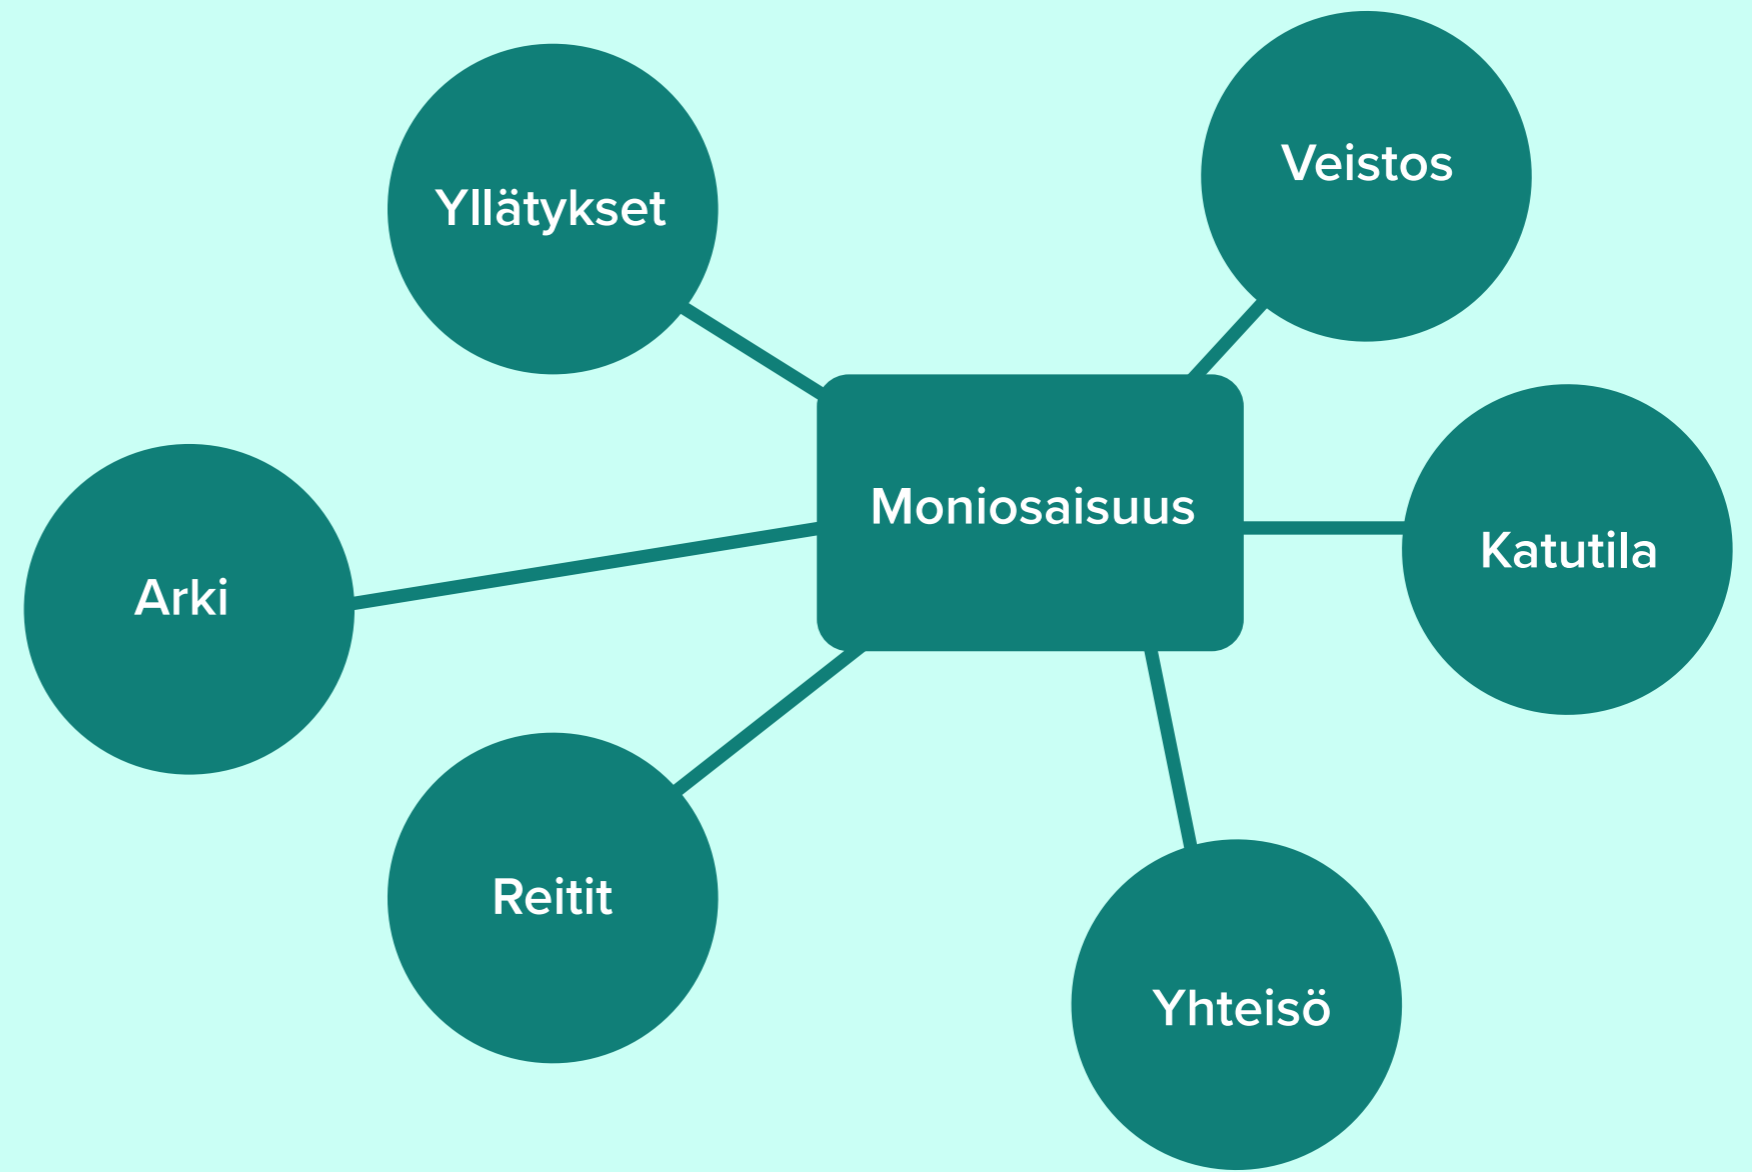 Veistos
Yllätykset
Moniosaisuus
Katutila
Arki
Reitit
Yhteisö